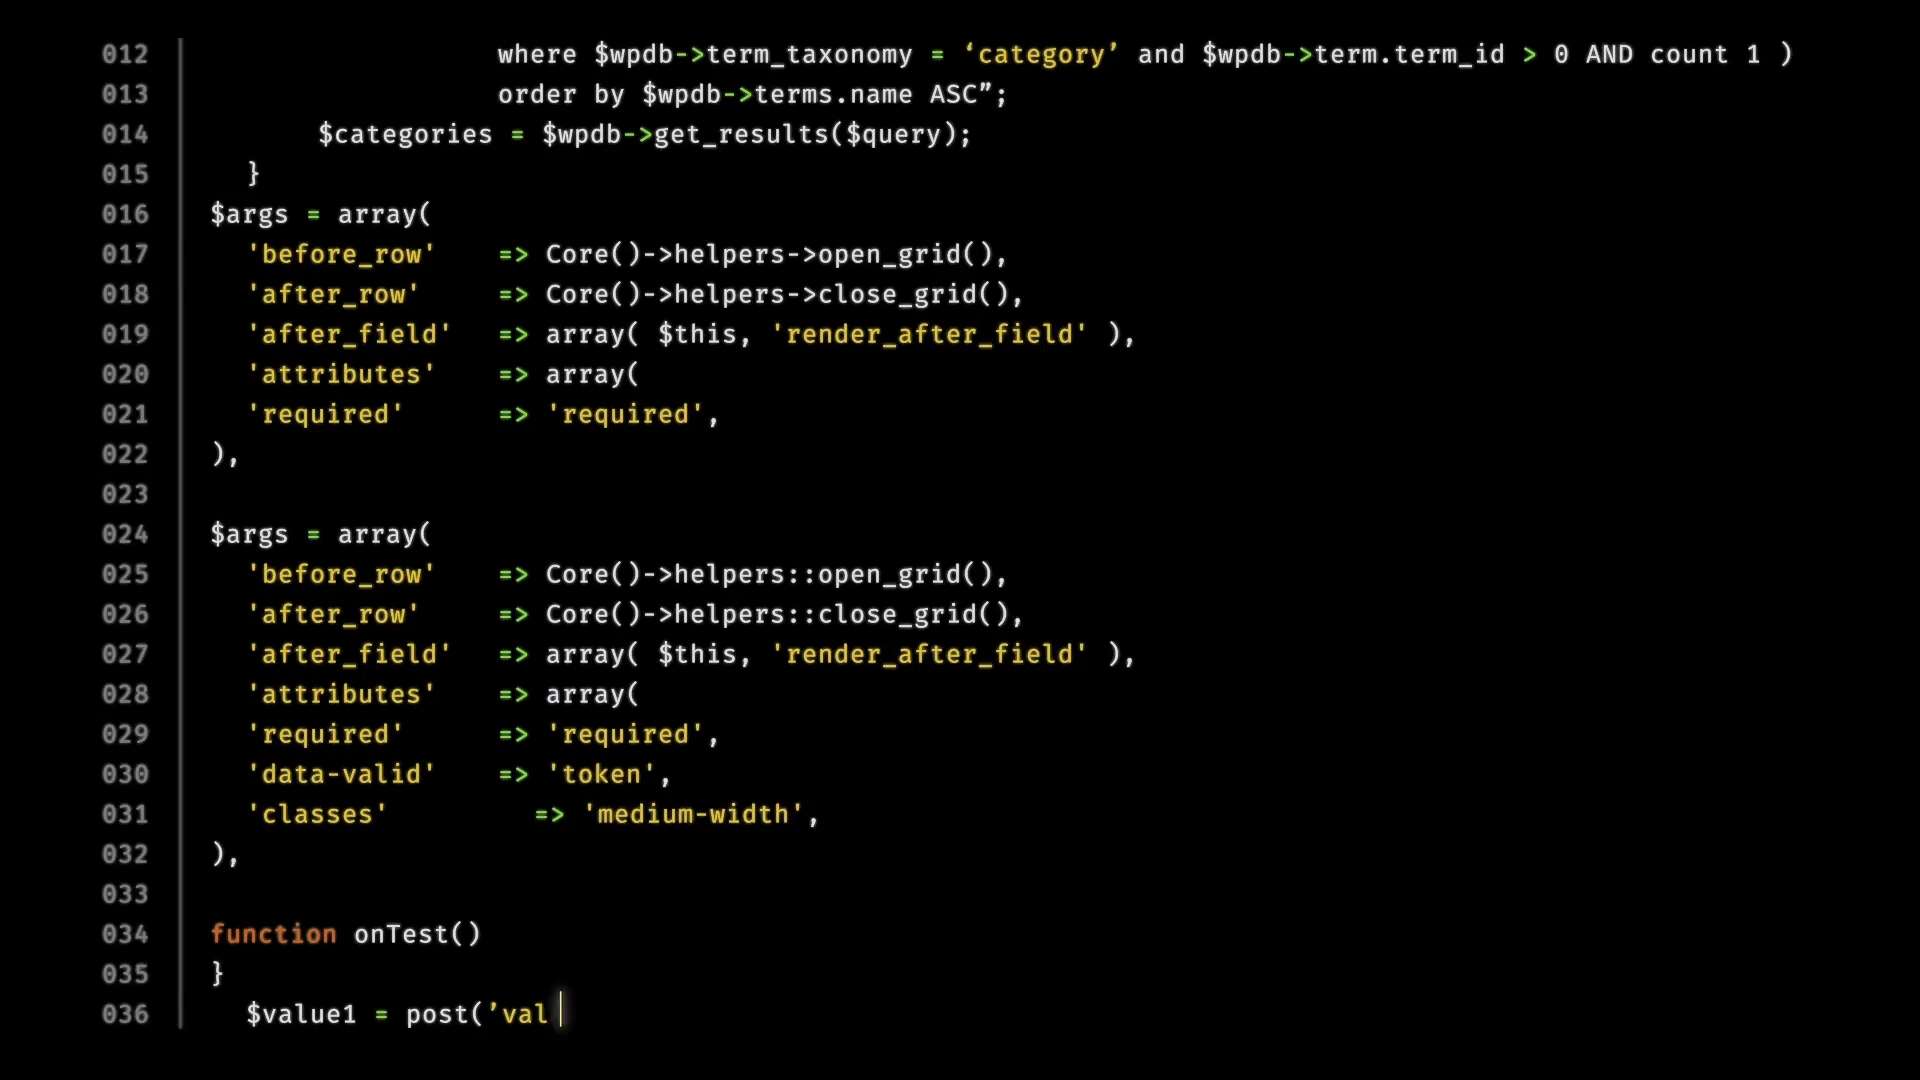 012 where $wpdb->term_taxonomy = ‘category’ and $wpdb->term.term_id > 0 AND count 1 )
013 order by $wpdb->terms.name ASC”;
014 $categories = $wpdb->get_results($query);
015 }
016 $args = array(
017 'before_row' => Core()->helpers->open_grid(),
018 'after_row' => Core()->helpers->close_grid(),
019 'after_field' => array( $this, 'render_after_field' ),
020 'attributes' => array(
021 'required' => 'required',
022 ),
023
024 $args = array(
025 'before_row' => Core()->helpers::open_grid(),
026 'after_row' => Core()->helpers::close_grid(),
027 'after_field' => array( $this, 'render_after_field' ),
028 'attributes' => array(
029 'required' => 'required',
030 'data-valid' => 'token',
031 'classes' => 'medium-width',
032 ),
033
034 function onTest()
035 }
036 $value1 = post(’val